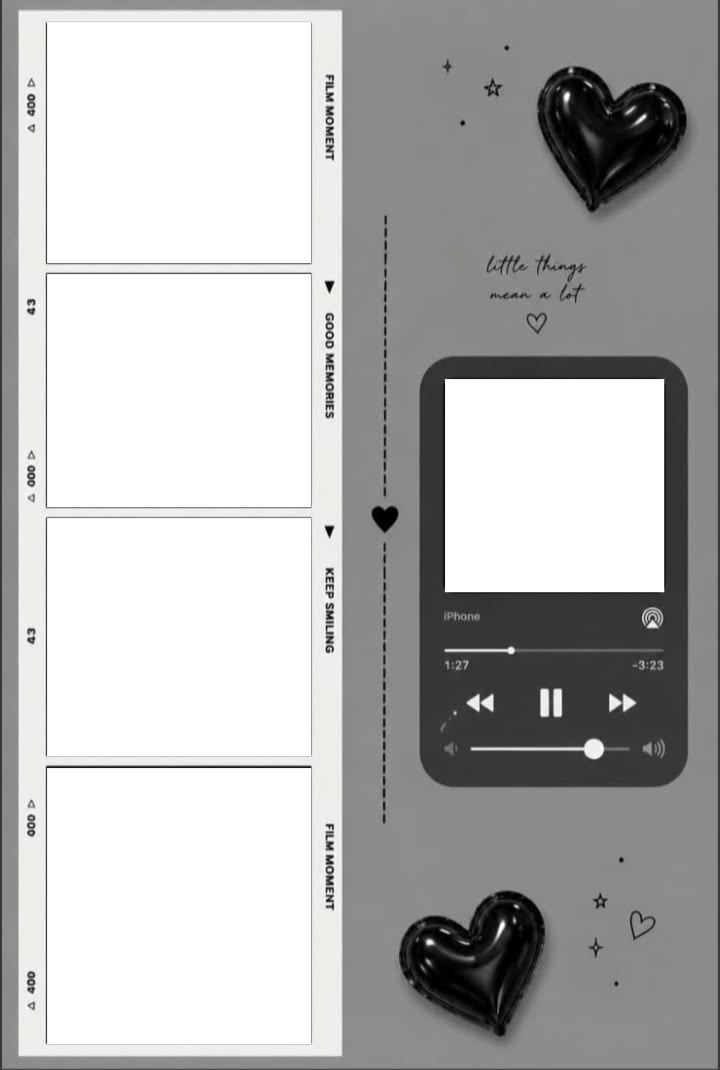 FILM MOMENT
◁ 400 ▷
GOOD MEMORIES
43
◁ 000 ▷
KEEP SMILING
43
FILM MOMENT
000 ▷
◁ 400
little things
mean a lot
iPhone
1:27
-3:23